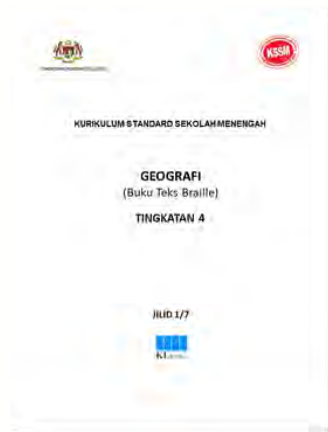 KSSM
KURIKULUM STANDARD SEKOLAH MENENGAH
GEOGRAFI
(Buku Teks Braille)
TINGKATAN 4
JILID 1/7